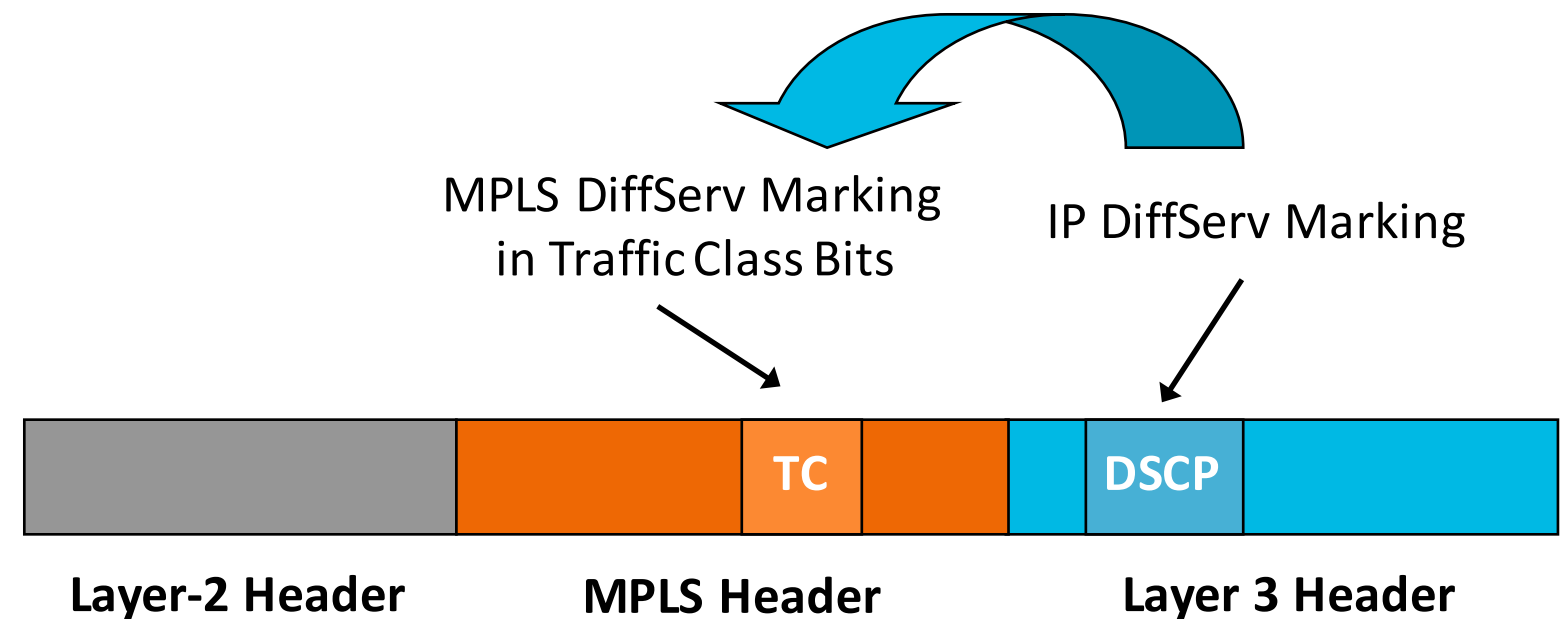 MPLS DiffServ Marking
in Traffic Class Bits
IP DiffServ Marking
TC
DSCP
Layer-2 Header
MPLS Header
Layer 3 Header